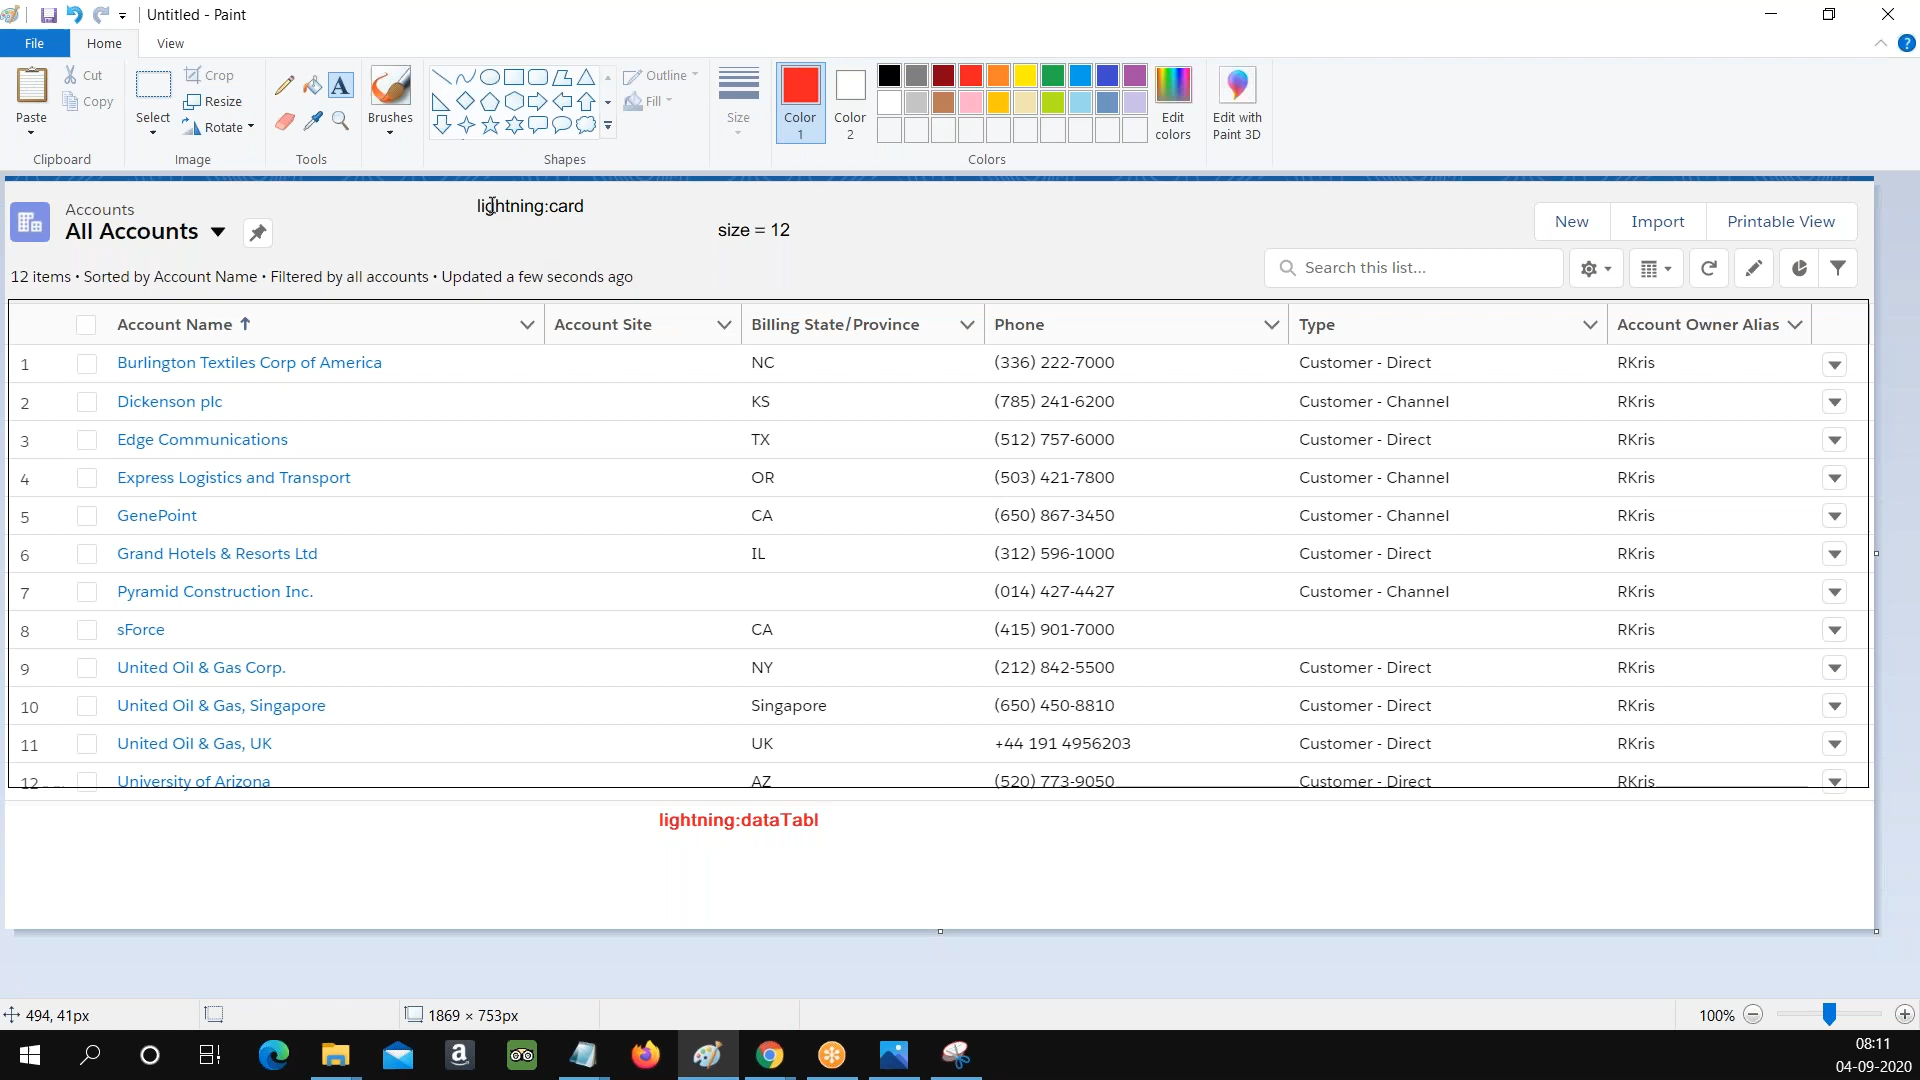 Untitled - Paint
File Home View
Paste
Cut
Copy
Clipboard
Select
Crop
Resize
Rotate
Image
A
Tools
Brushes
Shapes
Outline
Fill
Size
Color 1
Color 2
Edit colors
Edit with Paint 3D
Colors
Accounts
All Accounts
lightning:card
size = 12
New Import Printable View
12 items • Sorted by Account Name • Filtered by all accounts • Updated a few seconds ago
Search this list...
Account Name Account Site Billing State/Province Phone Type Account Owner Alias
1 Burlington Textiles Corp of America NC (336) 222-7000 Customer - Direct RKris
2 Dickenson plc KS (785) 241-6200 Customer - Channel RKris
3 Edge Communications TX (512) 757-6000 Customer - Direct RKris
4 Express Logistics and Transport OR (503) 421-7800 Customer - Channel RKris
5 GenePoint CA (650) 867-3450 Customer - Channel RKris
6 Grand Hotels & Resorts Ltd IL (312) 596-1000 Customer - Direct RKris
7 Pyramid Construction Inc. (014) 427-4427 Customer - Channel RKris
8 sForce CA (415) 901-7000 RKris
9 United Oil & Gas Corp. NY (212) 842-5500 Customer - Direct RKris
10 United Oil & Gas, Singapore Singapore (650) 450-8810 Customer - Direct RKris
11 United Oil & Gas, UK UK +44 191 4956203 Customer - Direct RKris
12 University of Arizona AZ (520) 773-9050 Customer - Direct RKris
lightning:dataTabl
494, 41px
1869 × 753px
100%
08:11
04-09-2020